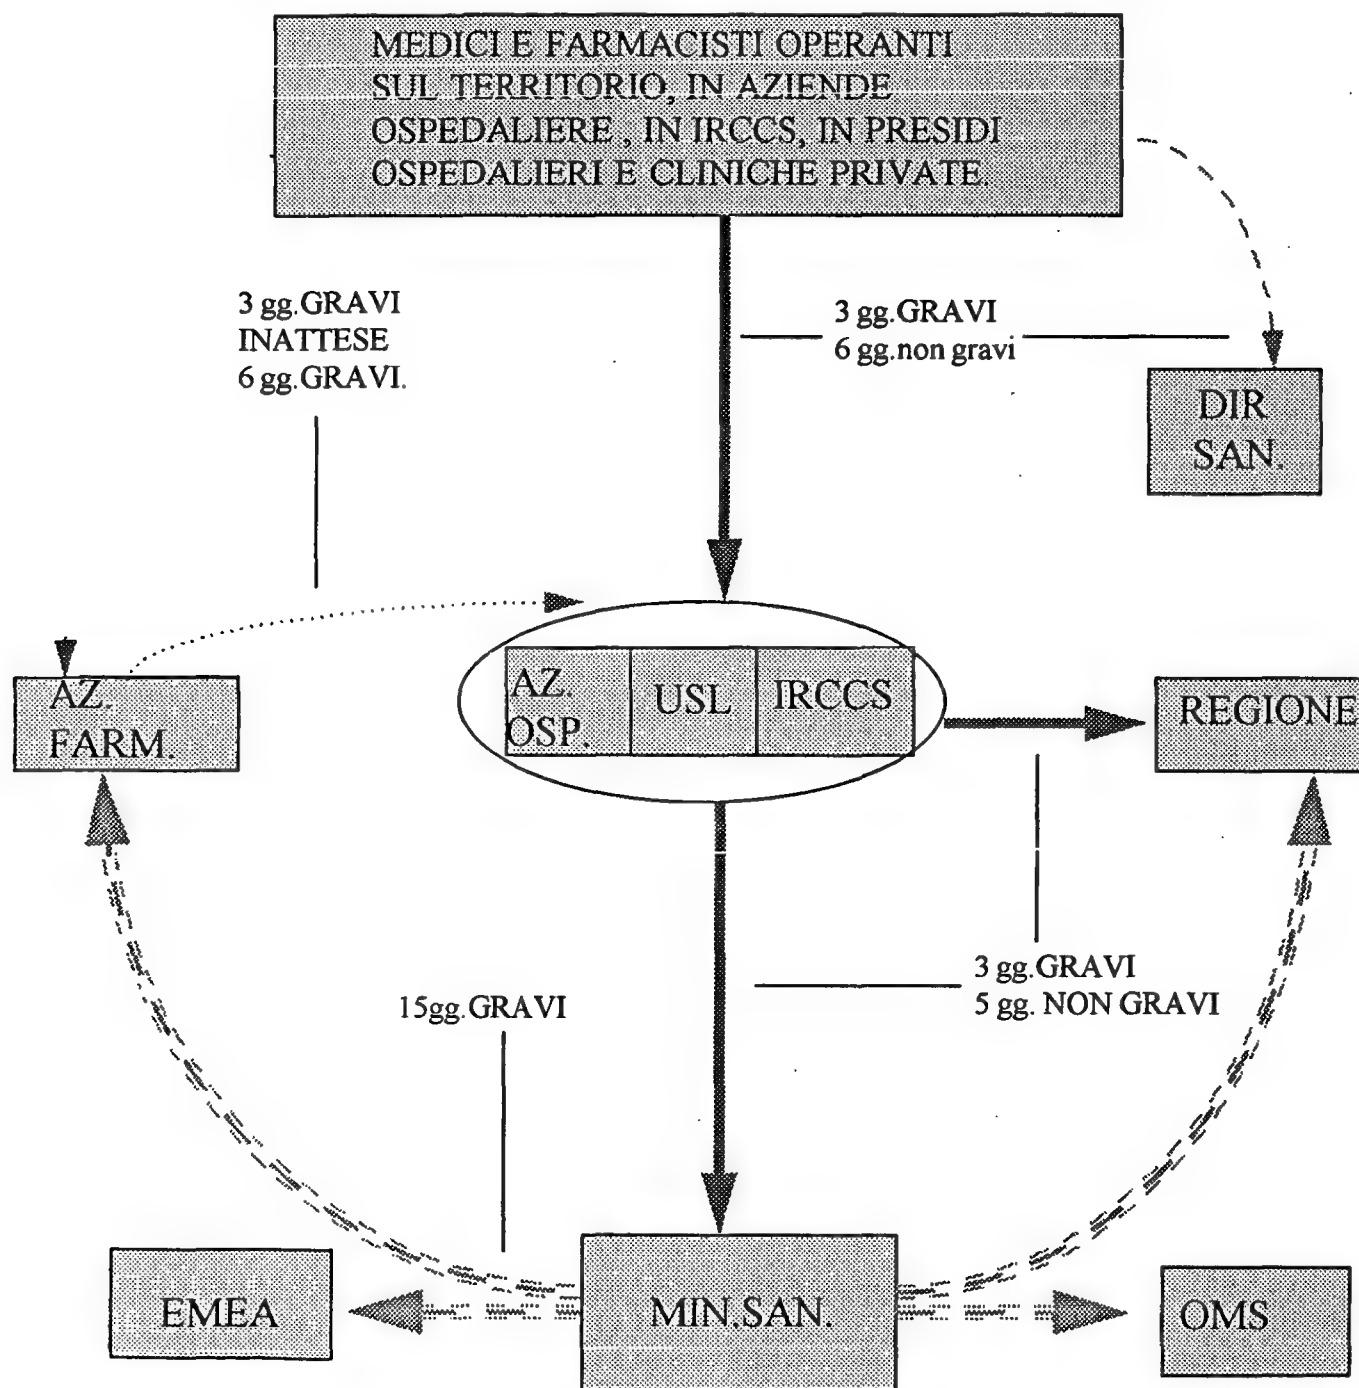 MEDICI E FARMACISTI OPERANTI
SUL TERRITORIO, IN AZIENDE
OSPEDALIERE , IN IRCCS, IN PRESIDI
OSPEDALIERI E CLINICHE PRIVATE.
3 gg.GRAVI
INATTESE
6 gg.GRAVI.
3 gg.GRAVI
6 gg.non gravi
DIR
SAN.
AZ.
FARM.
AZ.
OSP.
USL
IRCCS
REGIONE
3 gg.GRAVI
5 gg. NON GRAVI
15gg.GRAVI
EMEA
MIN.SAN.
OMS